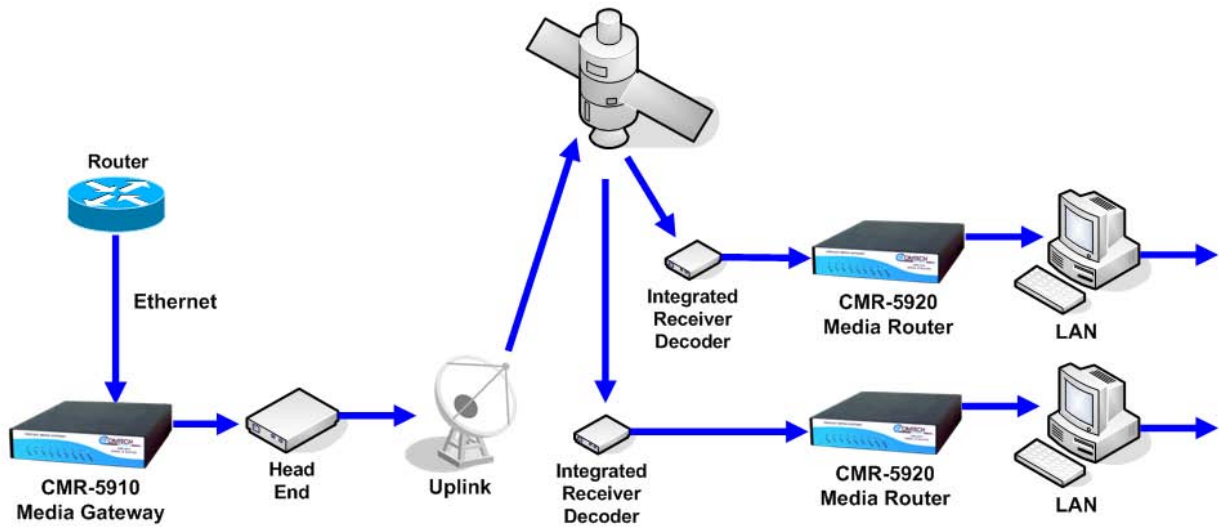 Router
Ethernet
CMR-5910
Media Gateway
Head
End
Uplink
Integrated
Receiver
Decoder
CMR-5920
Media Router
LAN
Integrated
Receiver
Decoder
CMR-5920
Media Router
LAN